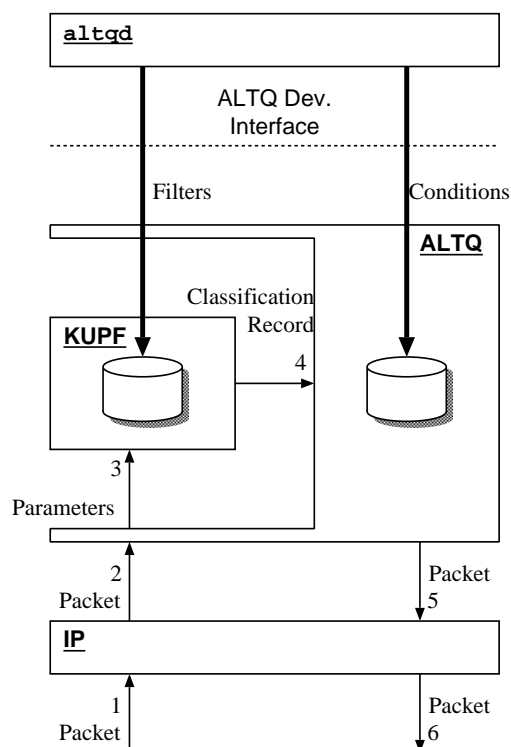 altqd
ALTQ Dev.
Interface
Filters
Conditions
ALTQ
Classification
Record
KUPF
4
3
Parameters
2
Packet
Packet
5
IP
1
Packet
Packet
6